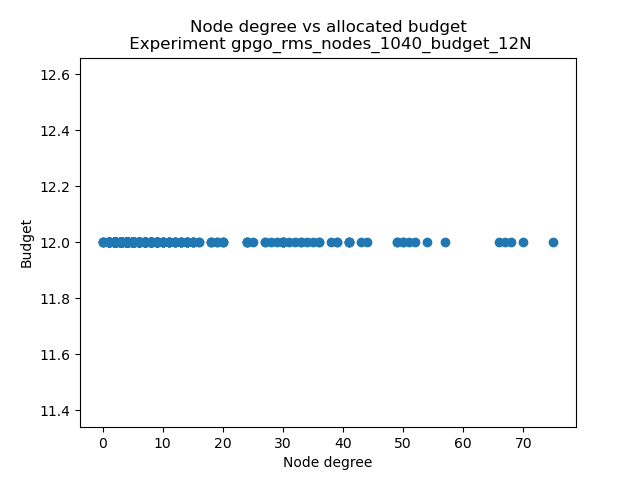 Node degree vs allocated budget
Experiment gpgo_rms_nodes_1040_budget_12N
12.6
12.4
12.2
12.0
11.8
11.6
11.4
Budget
0 10 20 30 40 50 60 70
Node degree